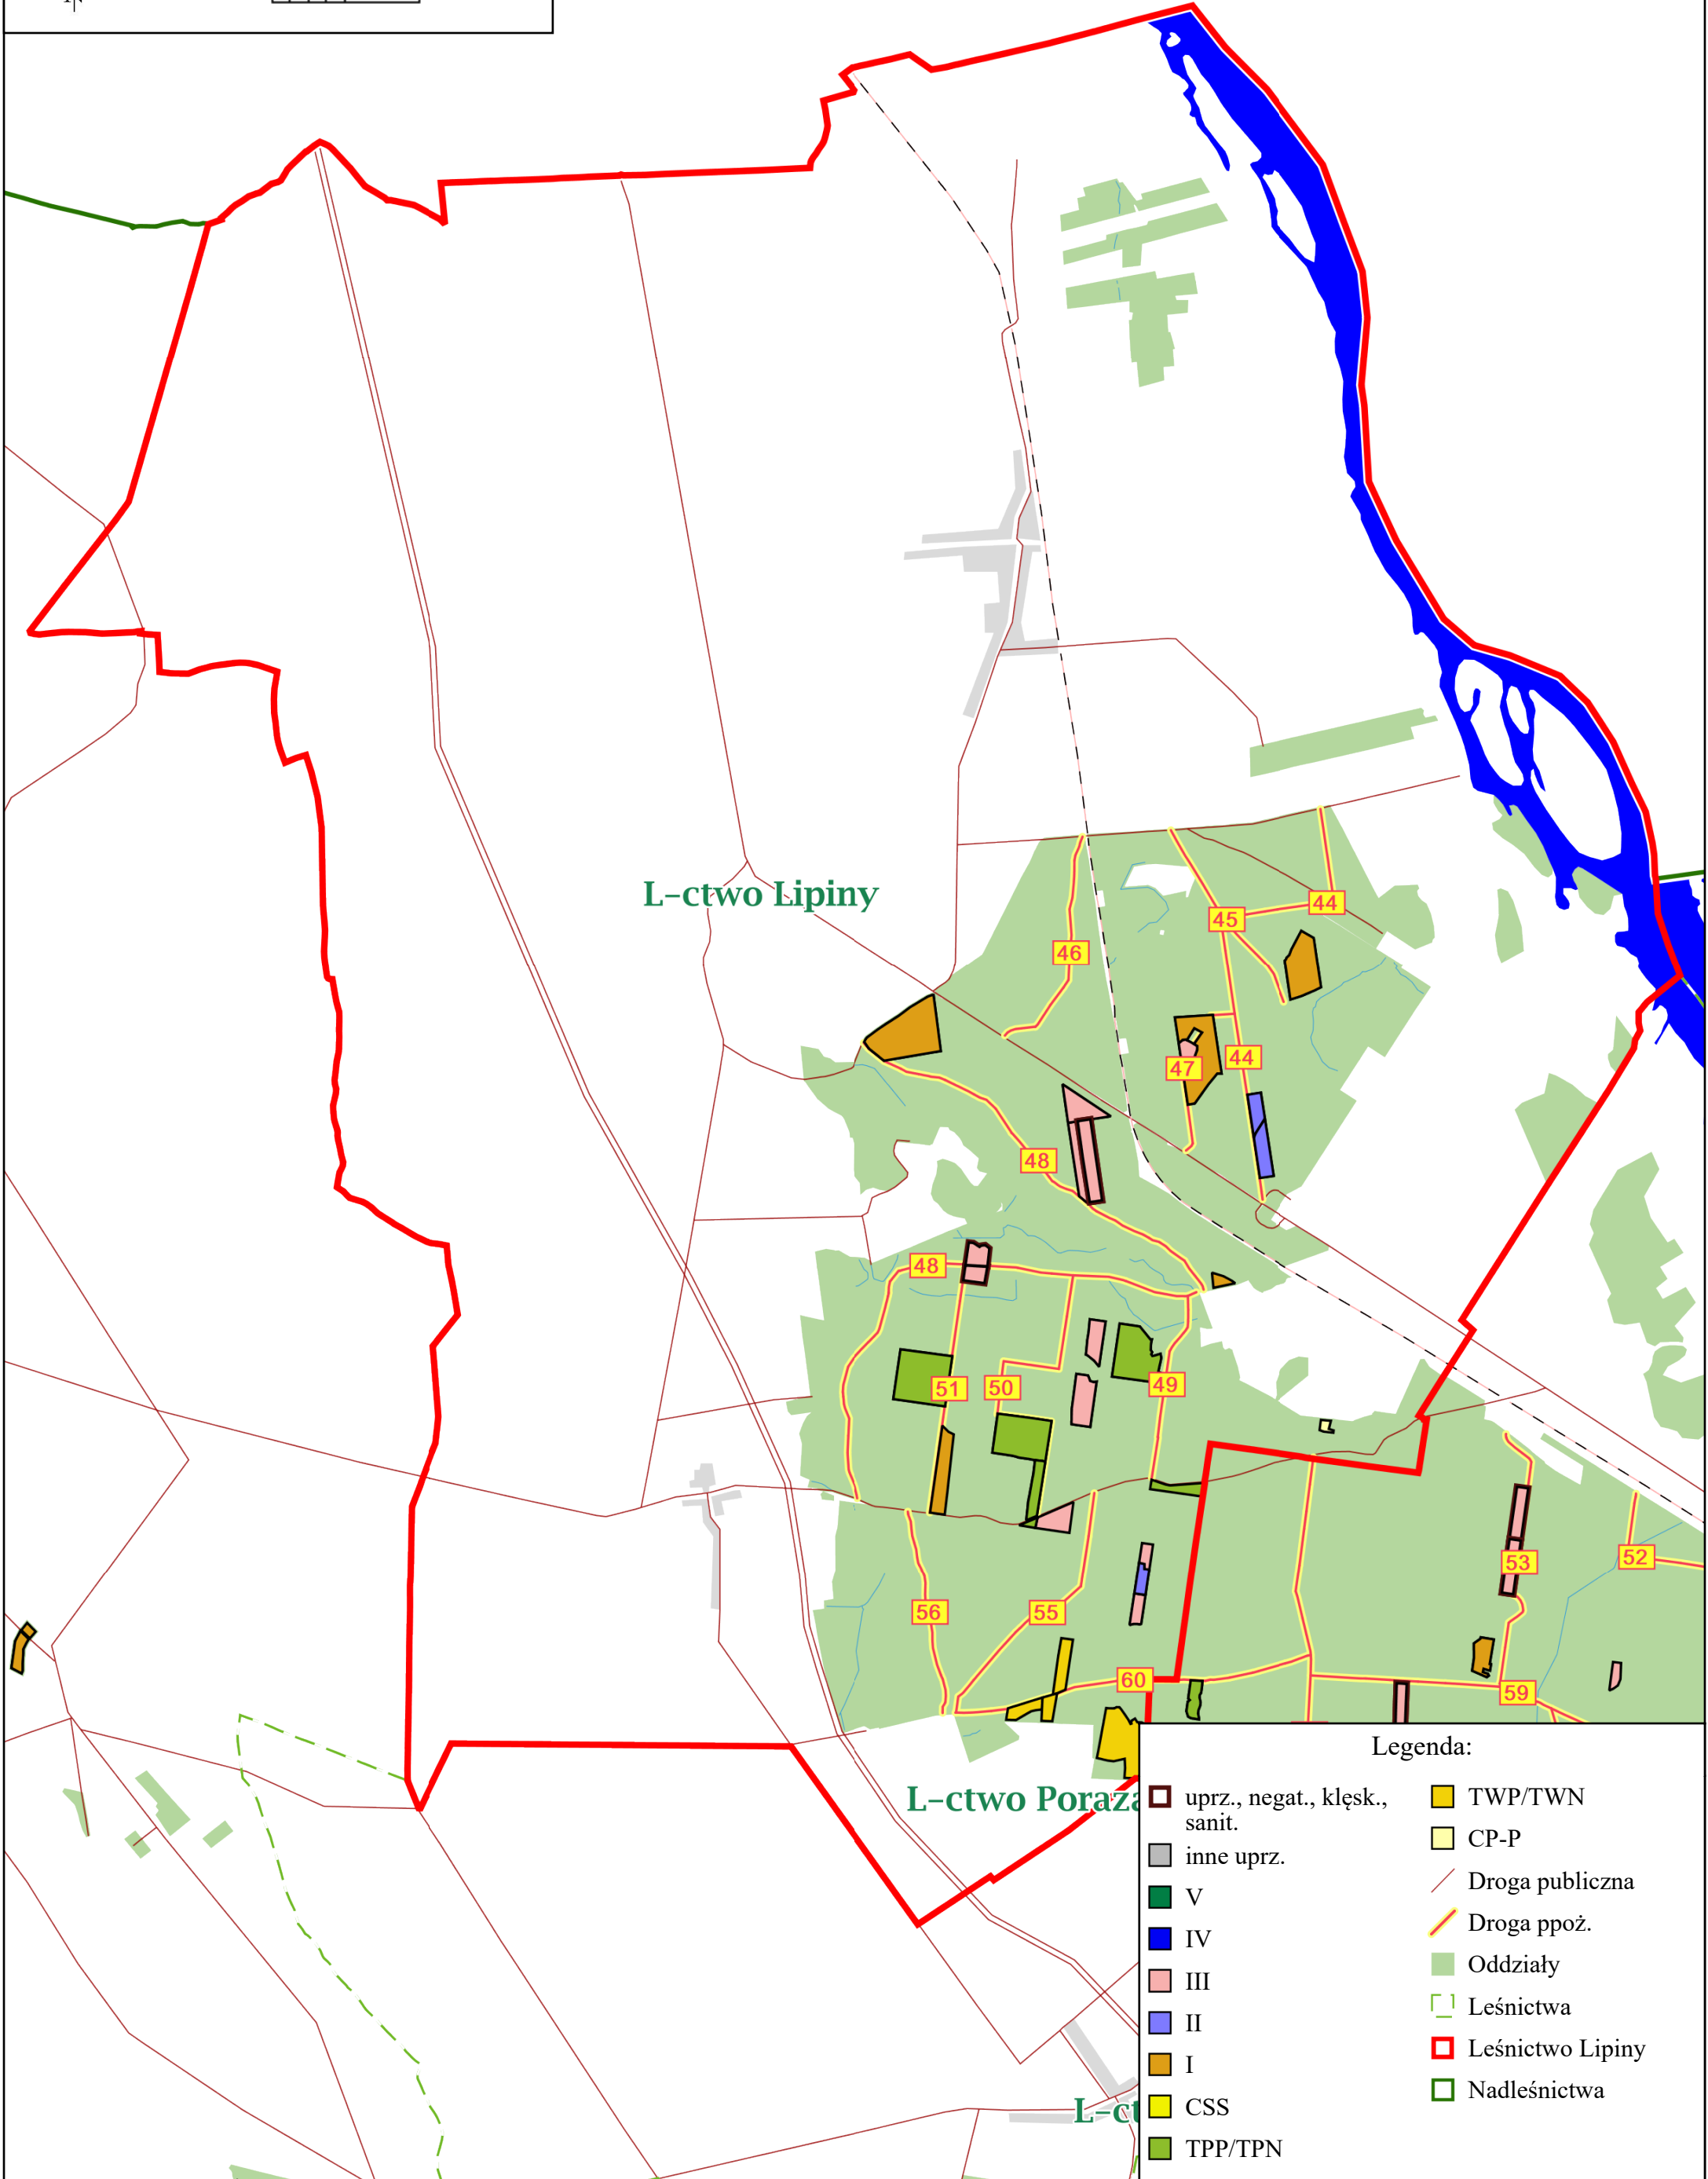 L-ctwo Lipiny
44
45
46
47
44
48
48
51
50
49
53
52
56
55
60
59
L-ctwo Poraża
L-ct
Legenda:
uprz., negat., klęsk.,
sanit.
inne uprz.
V
IV
III
II
I
CSS
TPP/TPN
TWP/TWN
CP-P
Droga publiczna
Droga ppoż.
Oddziały
Leśnictwa
Leśnictwo Lipiny
Nadleśnictwa